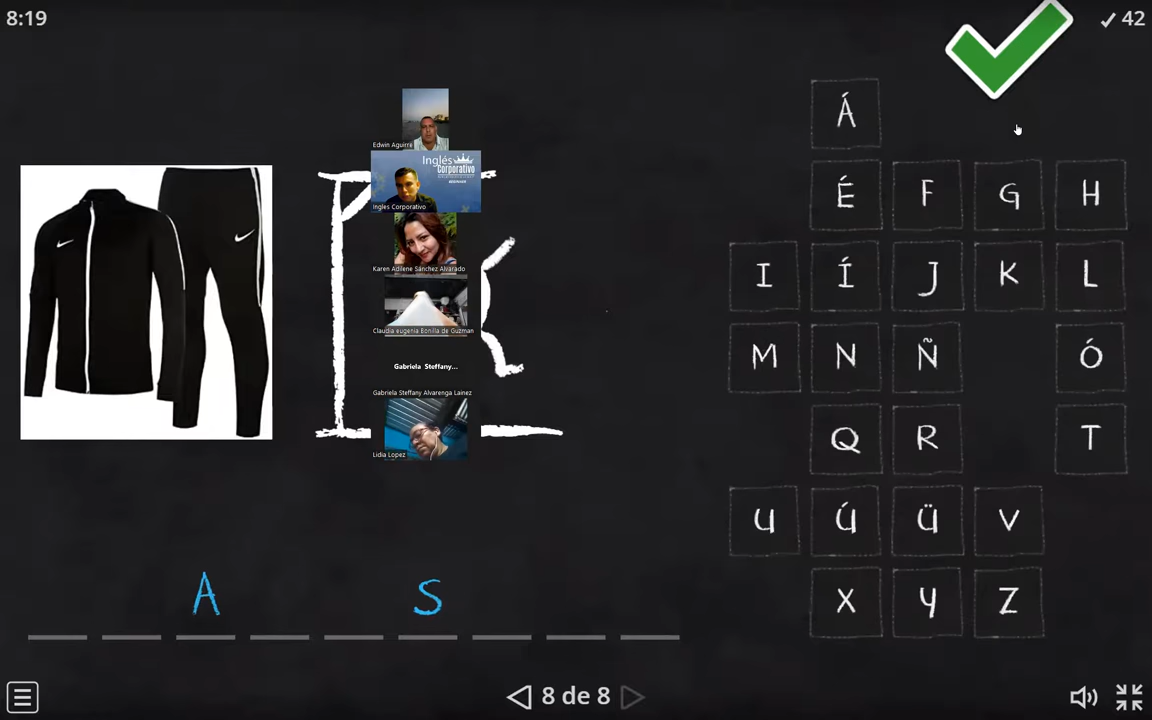 8:19
42
Á
É F G H
I Í J K L
M N Ñ Ó
Q R T
U Ú Ü V
X Y Z
Edwin Aguirre
Inglés
Corporativo
BEGINNER
Ingles Corporativo
Karen Adilene Sánchez Alvarado
Claudia eugenia Bonilla de Guzman
Gabriela Steffany...
Gabriela Steffany Alvarenga Lainez
Lidia Lopez
A S
8 de 8